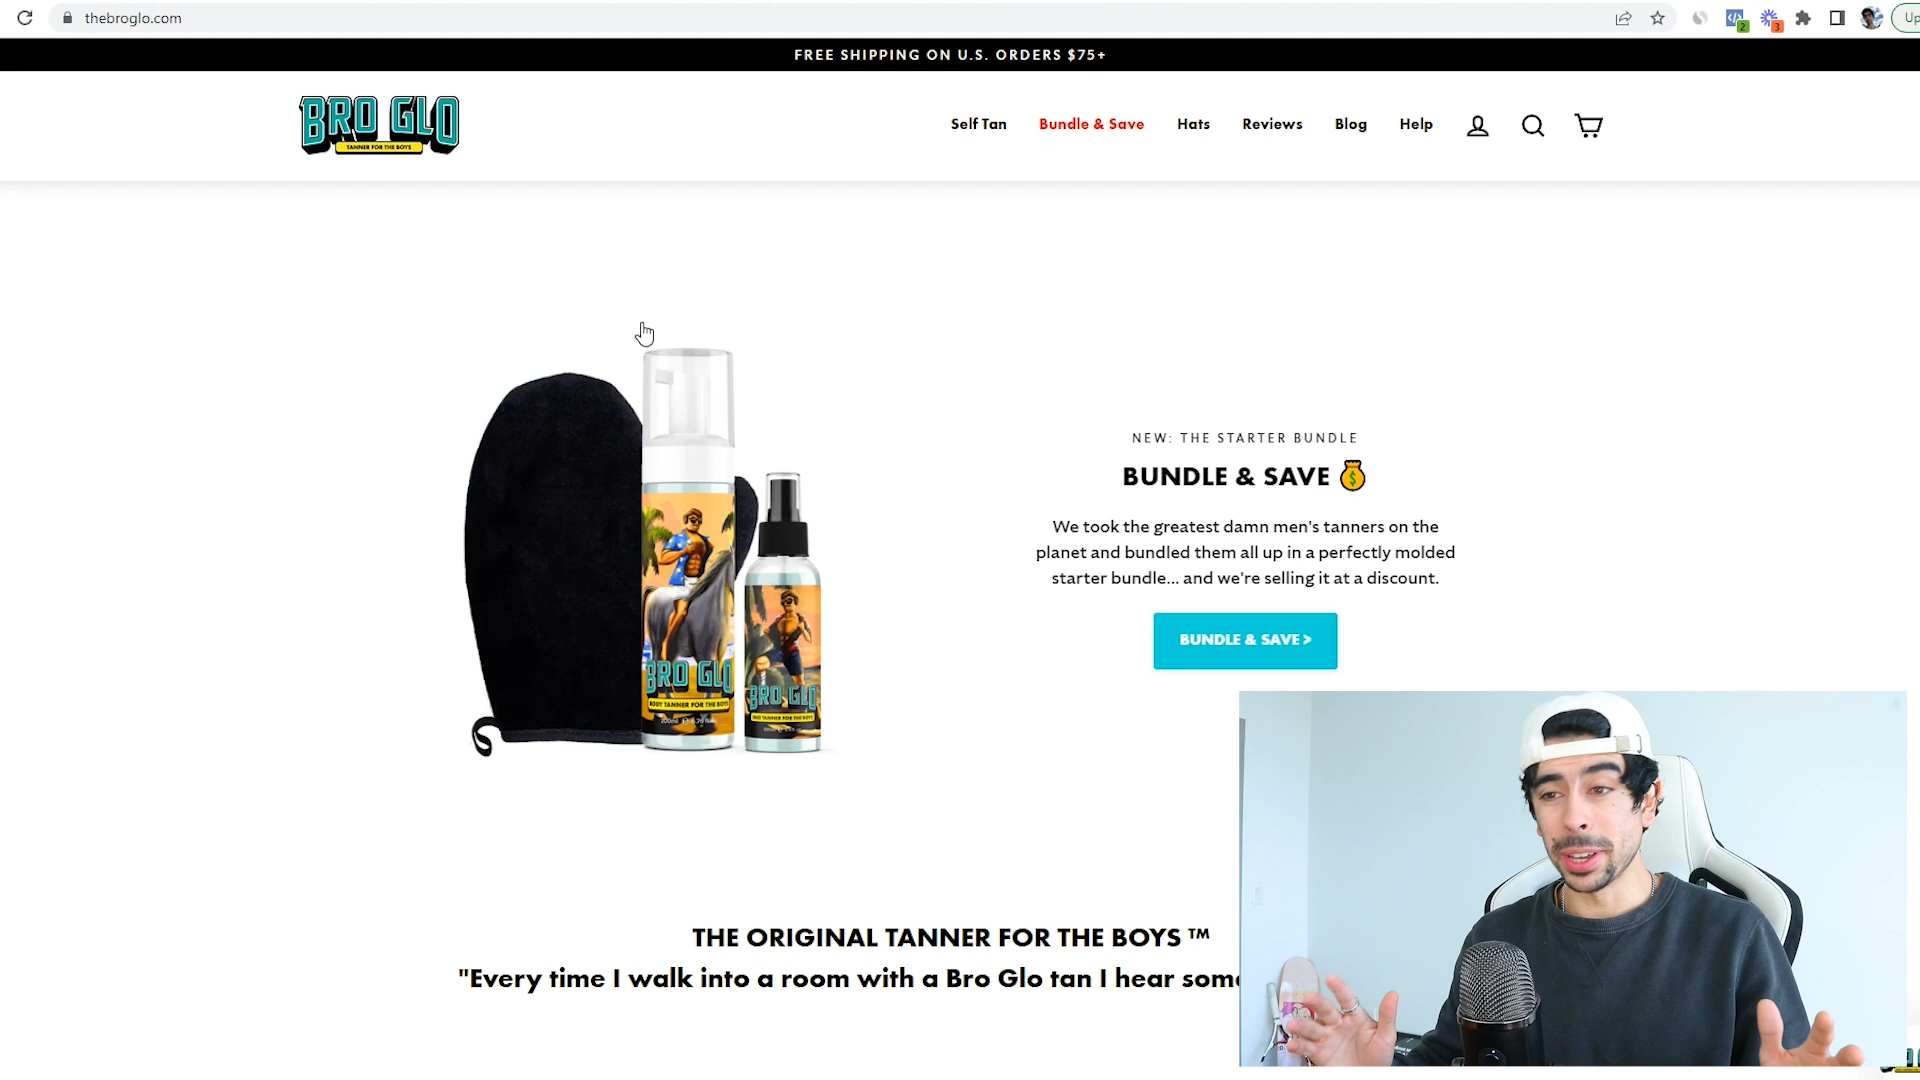 thebroglo.com
Up
2
3
FREE SHIPPING ON U.S. ORDERS $75+
BRO GLO
TANNER FOR THE BOYS
Self Tan
Bundle & Save
Hats
Reviews
Blog
Help
NEW: THE STARTER BUNDLE
BUNDLE & SAVE
We took the greatest damn men's tanners on the
planet and bundled them all up in a perfectly molded
starter bundle... and we're selling it at a discount.
BUNDLE & SAVE >
BRO GLO
BODY TANNER FOR THE BOYS
BRO GLO
FACE TANNER FOR THE BOYS
THE ORIGINAL TANNER FOR THE BOYS ™
"Every time I walk into a room with a Bro Glo tan I hear some